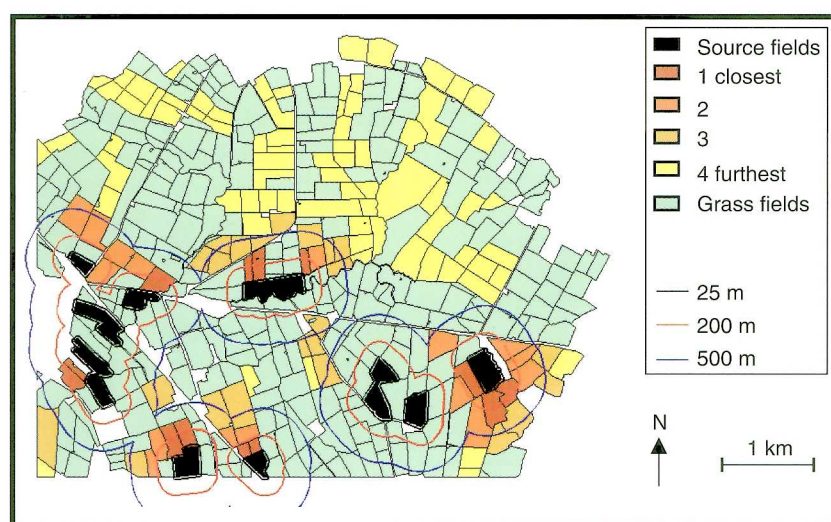 Source fields
1 closest
2
3
4 furthest
Grass fields
25 m
200 m
500 m
N
1 km